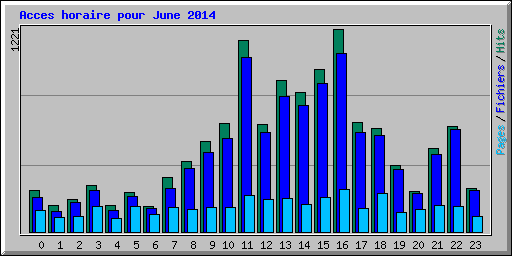 Acces horaire pour June 2014
1221
Pages / Fichiers / Hits
0 1 2 3 4 5 6 7 8 9 10 11 12 13 14 15 16 17 18 19 20 21 22 23